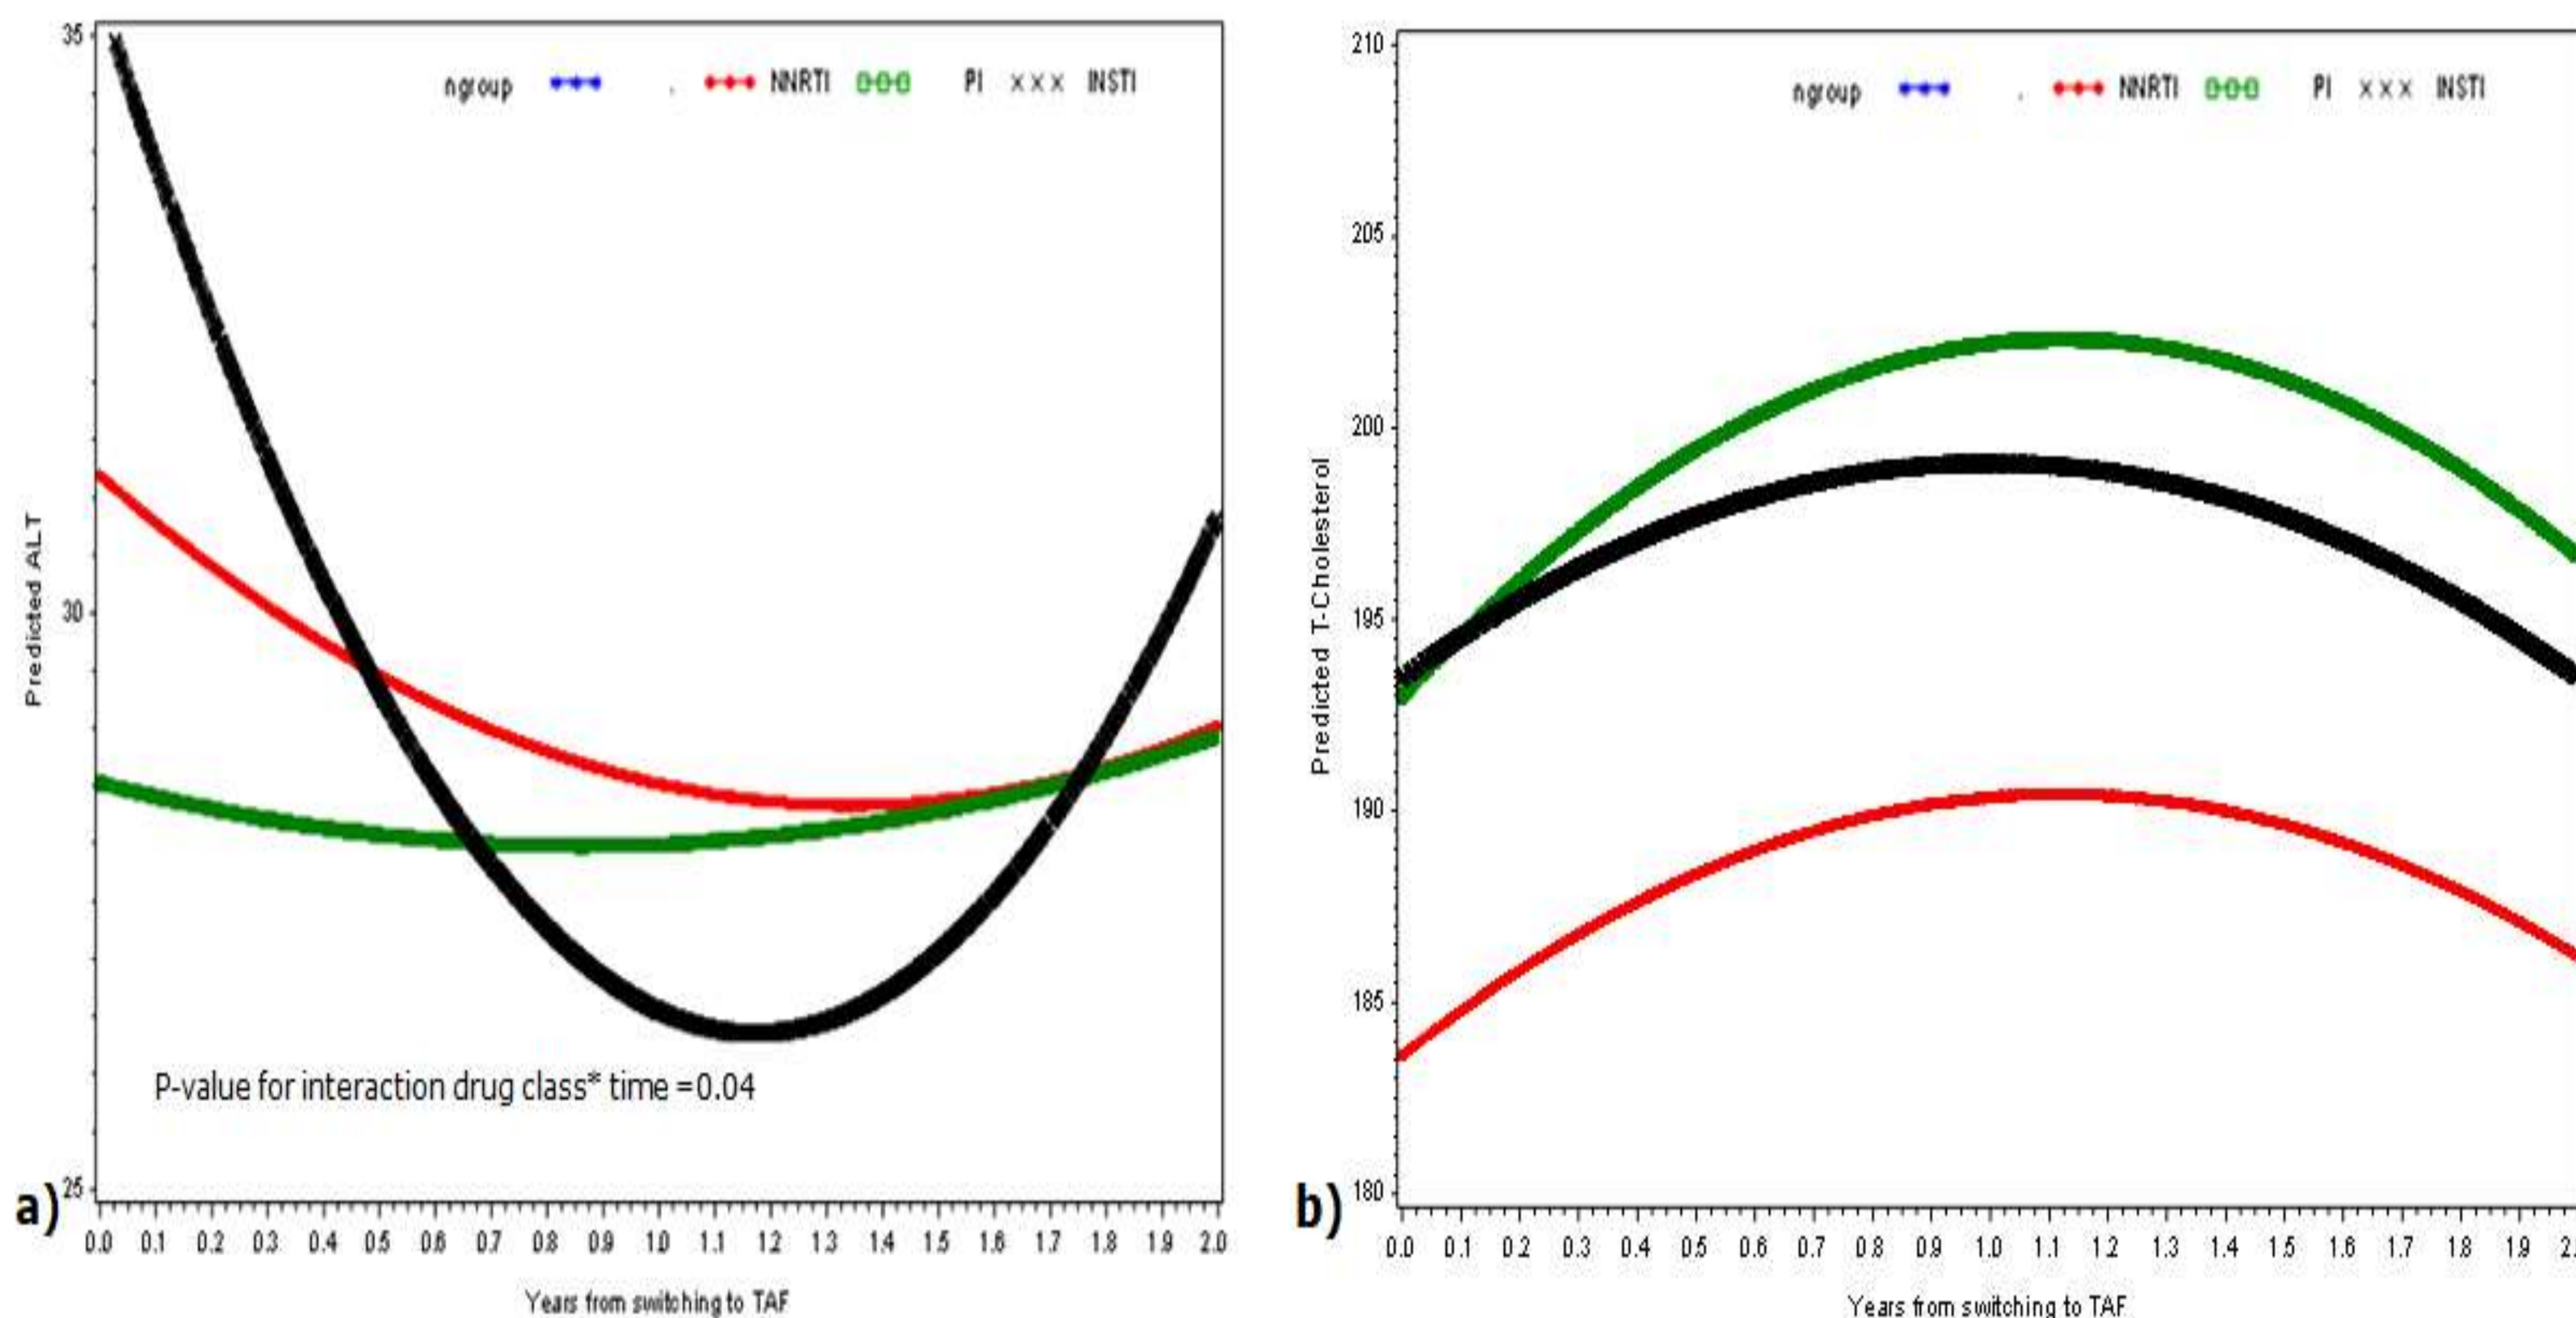 35
30
25
Predicted ALT
ngroup . NNRTI PI INSTI
P-value for interaction drug class* time =0.04
a)
0.0 0.1 0.2 0.3 0.4 0.5 0.6 0.7 0.8 0.9 1.0 1.1 1.2 1.3 1.4 1.5 1.6 1.7 1.8 1.9 2.0
Years from switching to TAF
210
205
200
195
190
185
180
Predicted T-Cholesterol
ngroup . NNRTI PI INSTI
b)
0.0 0.1 0.2 0.3 0.4 0.5 0.6 0.7 0.8 0.9 1.0 1.1 1.2 1.3 1.4 1.5 1.6 1.7 1.8 1.9 2.
Years from switching to TAF